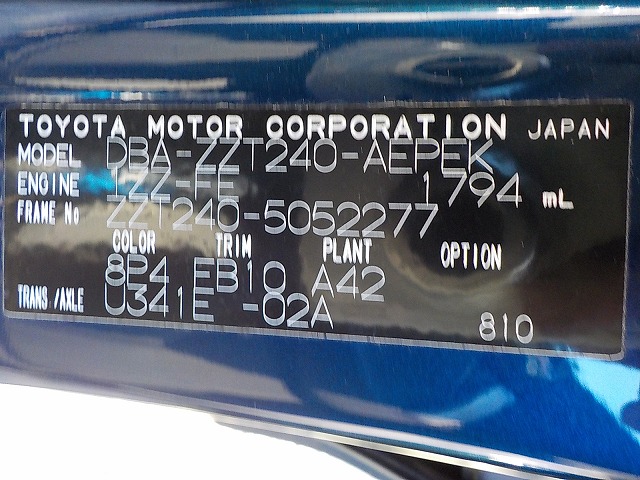 TOYOTA MOTOR CORPORATION JAPAN
MODEL DBA-ZZT240-AEPEK
ENGINE 1ZZ-FE 1794 mL
FRAME No ZZT240-5052277
COLOR TRIM PLANT OPTION
8P4 EB10 A42
TRANS/AXLE U341E -02A
810